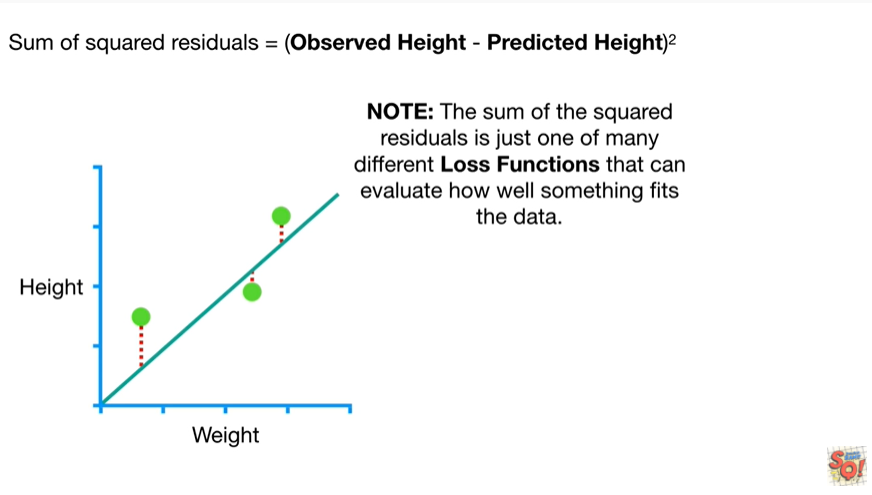 Sum of squared residuals = (Observed Height - Predicted Height)²
NOTE: The sum of the squared
residuals is just one of many
different Loss Functions that can
evaluate how well something fits
the data.
Height
Weight
SQ!